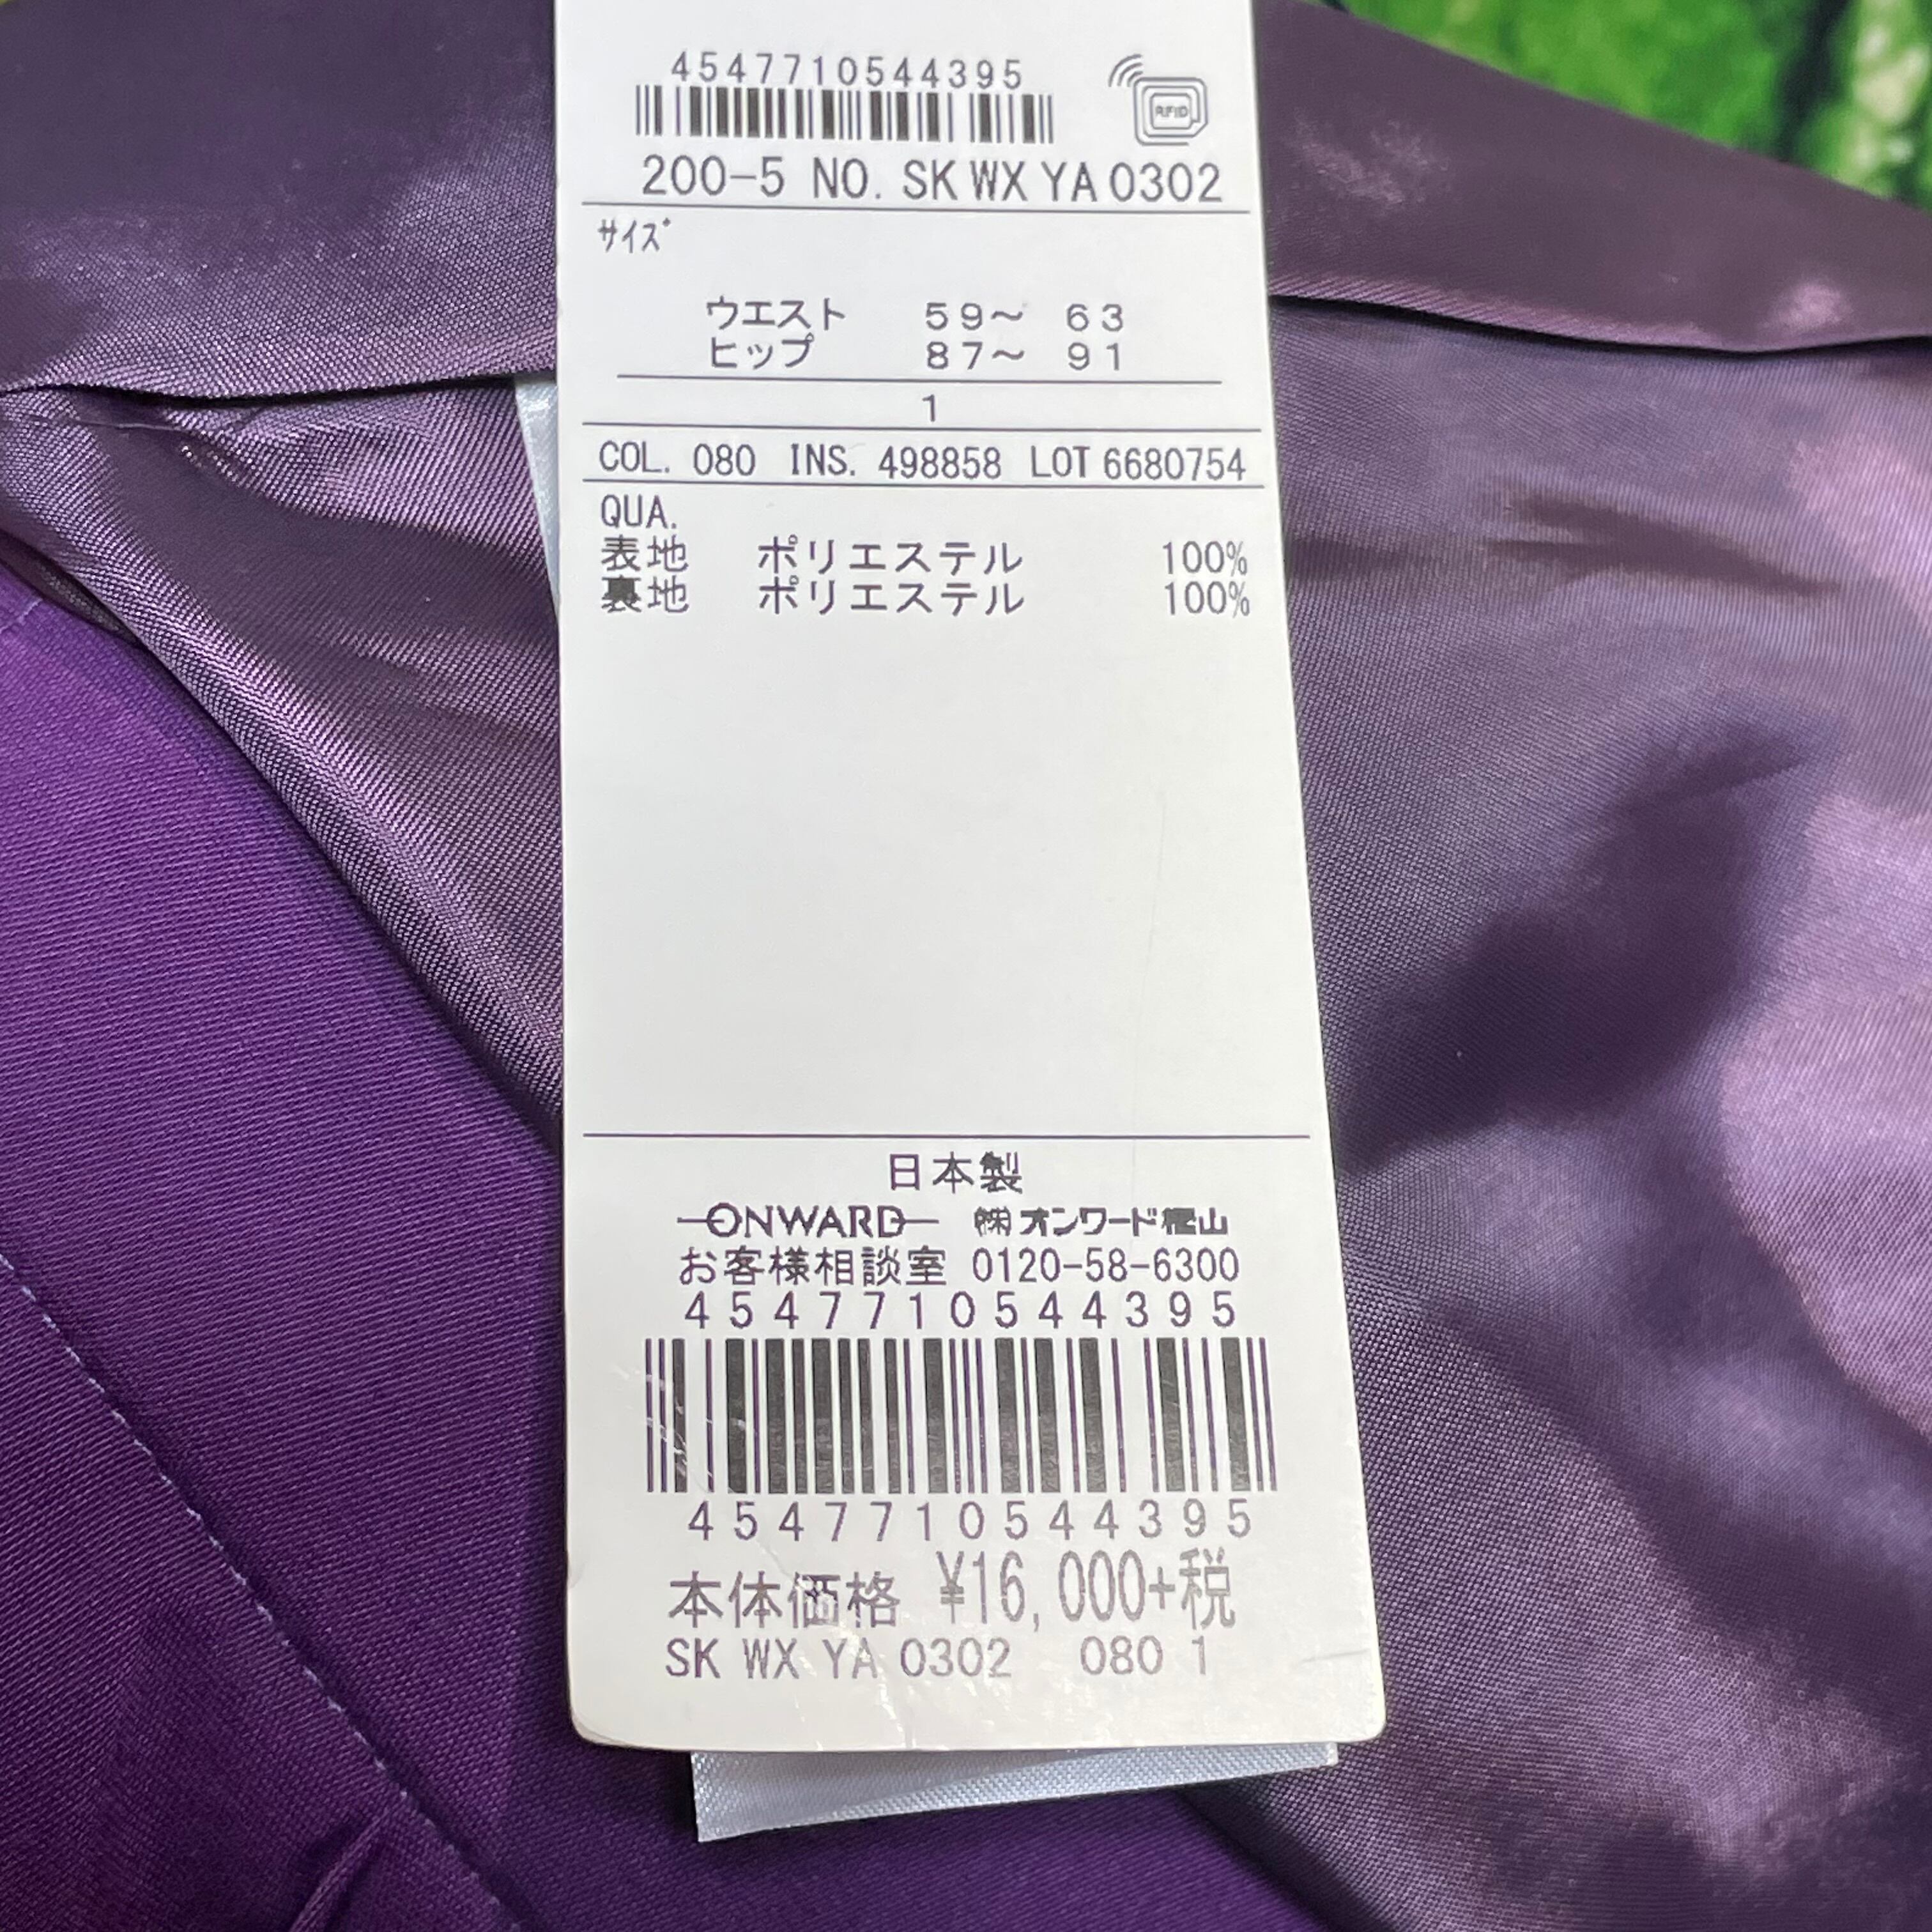 4547710544395
RFID
200-5 NO. SK WX YA 0302
ｻｲｽﾞ
ウエスト 59～ 63
ヒップ 87～ 91
1
COL. 080 INS. 498858 LOT 6680754
QUA.
表地 ポリエステル 100%
裏地 ポリエステル 100%
日本製
ONWARD ㈱オンワード樫山
お客様相談室 0120-58-6300
4547710544395
4547710544395
本体価格 ¥16,000+税
SK WX YA 0302 080 1